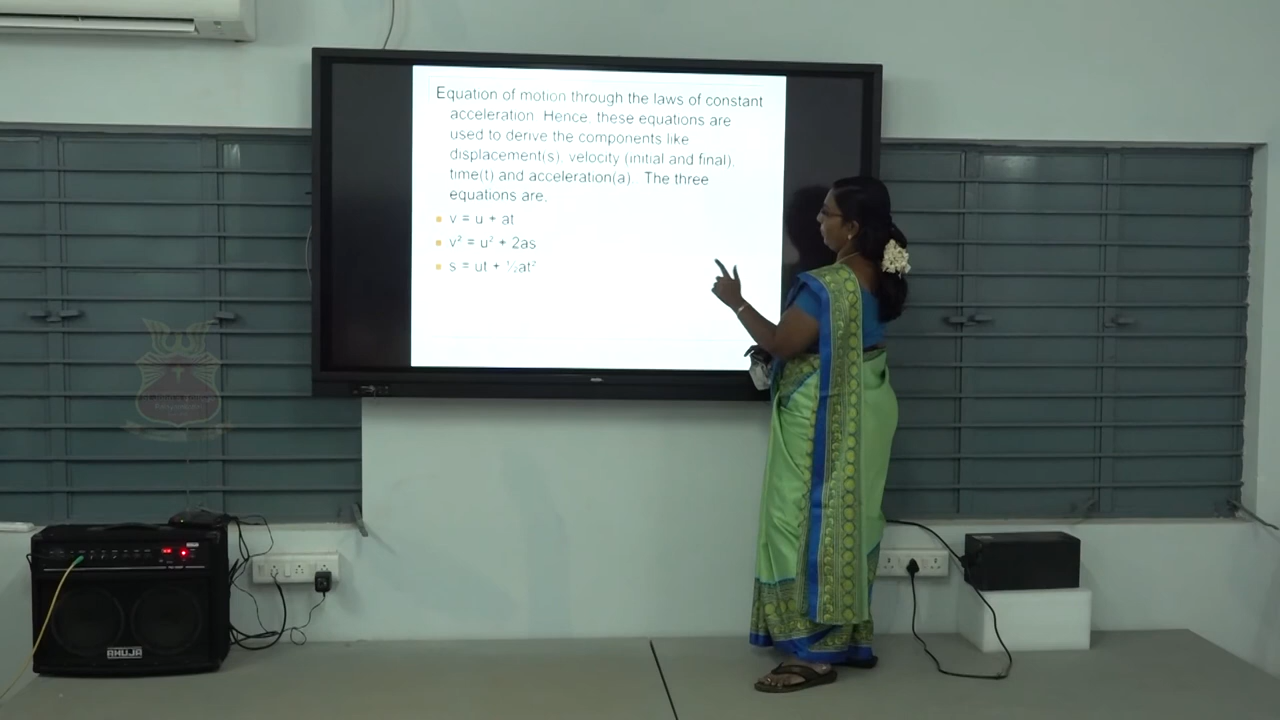 Equation of motion through the laws of constant
acceleration. Hence, these equations are
used to derive the components like
displacement(s), velocity (initial and final),
time(t) and acceleration(a). The three
equations are,
v = u + at
v² = u² + 2as
s = ut + ½at²
AHUJA